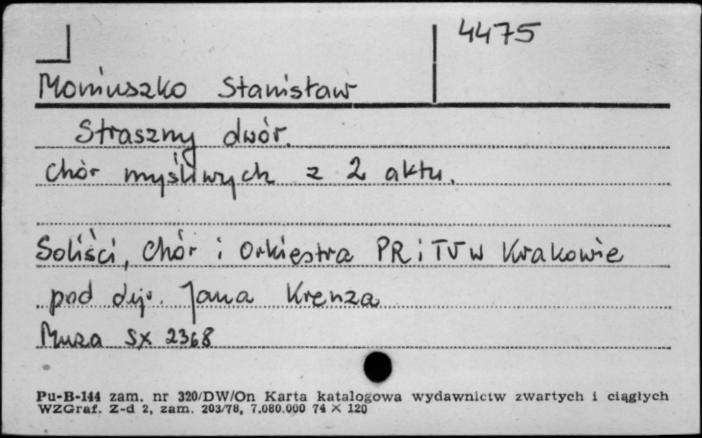 4475
Moniuszko Stanisław
Straszny dwór.
Chór myśliwych z 2 aktu.
Soliści, Chór i Orkiestra PR i TV w Krakowie
pod dyr. Jana Krenza
Muza SX 2368
Pu-B-144 zam. nr 320/DW/On Karta katalogowa wydawnictw zwartych i ciągłych
WZGraf. Z-d 2, zam. 203/78, 7.080.000 74 × 120